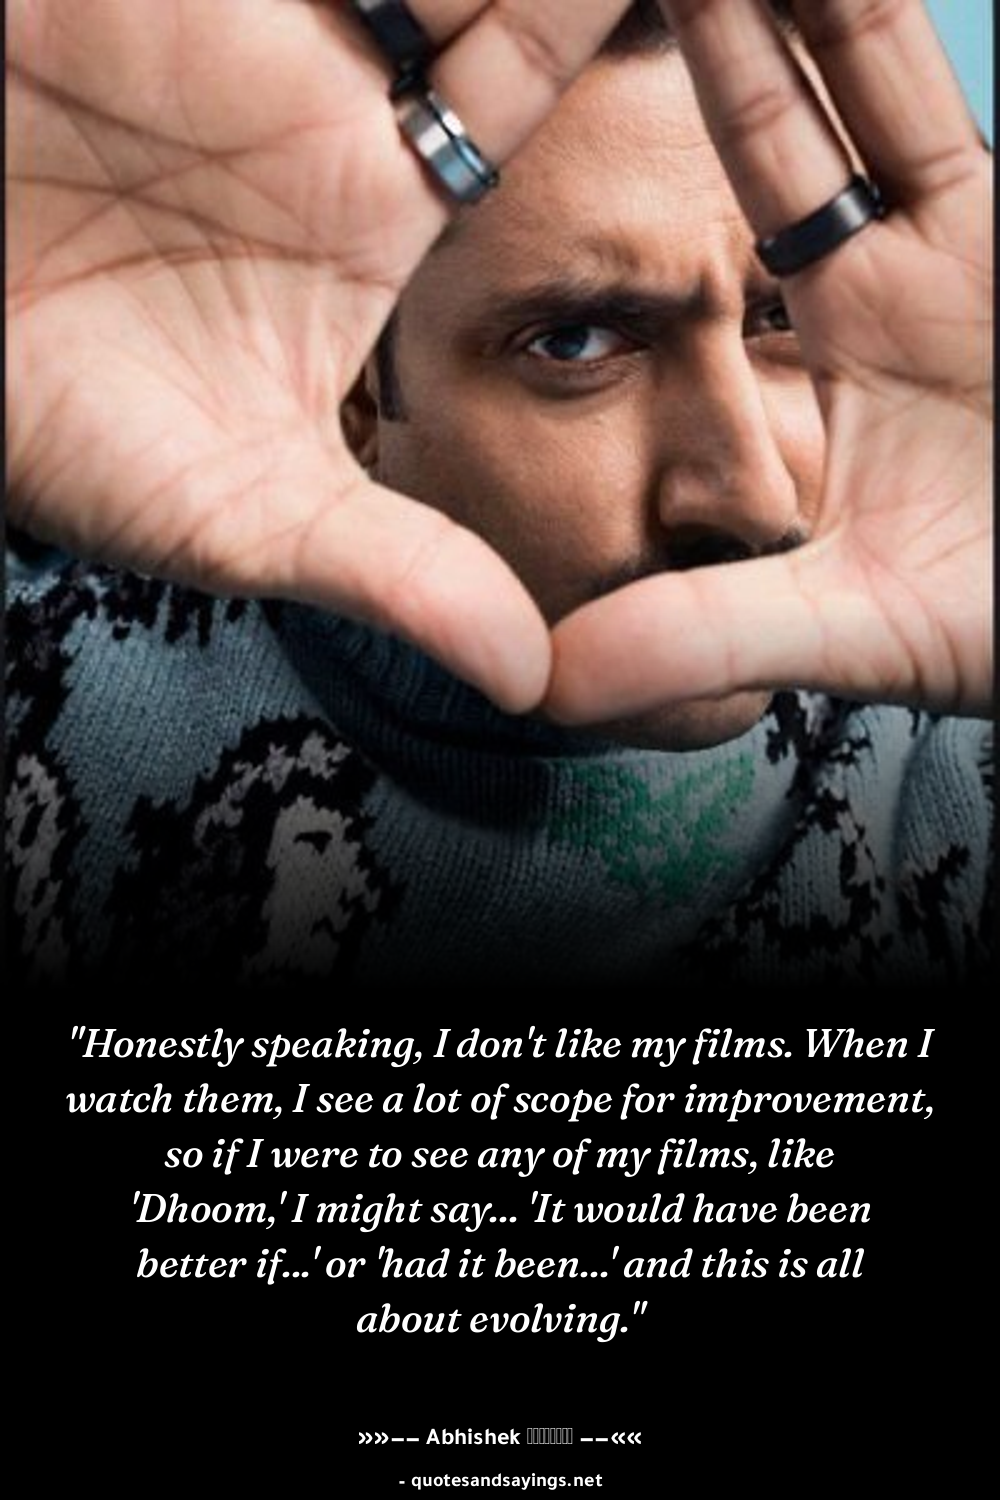 "Honestly speaking, I don't like my films. When I
watch them, I see a lot of scope for improvement,
so if I were to see any of my films, like
'Dhoom,' I might say... 'It would have been
better if...' or 'had it been...' and this is all
about evolving."
»»−− Abhishek −−««
- quotesandsayings.net